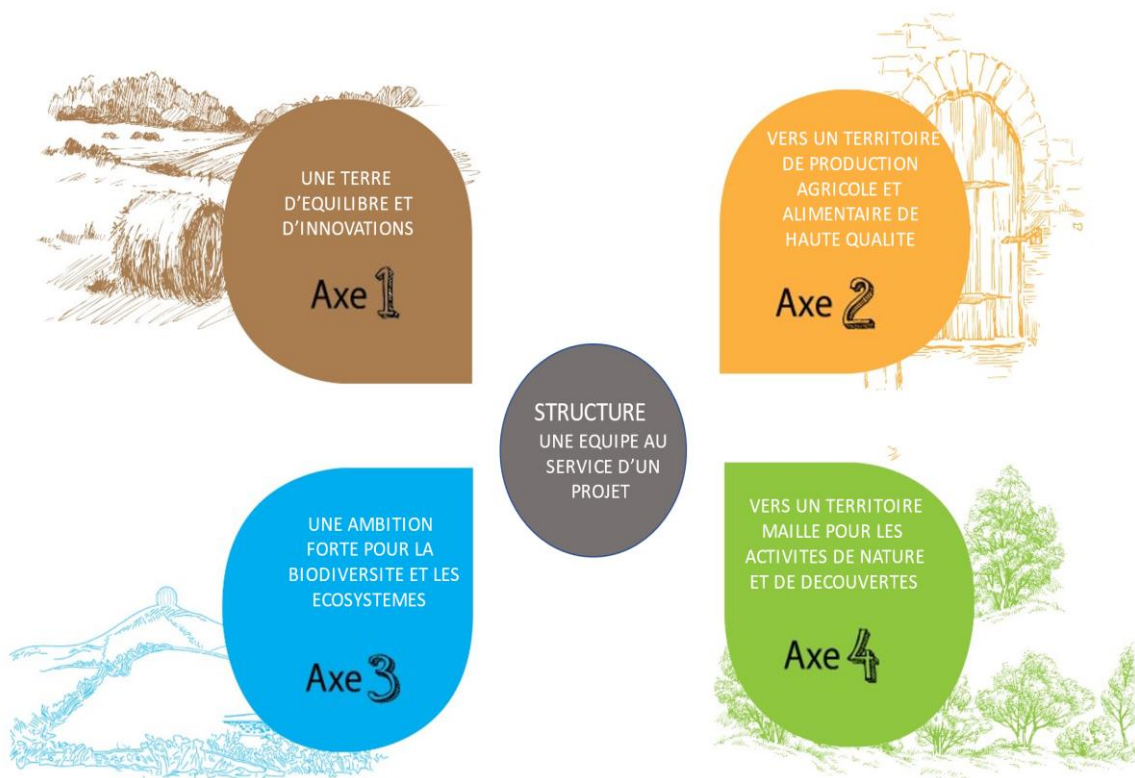 UNE TERRE
D'EQUILIBRE ET
D'INNOVATIONS
Axe 1
VERS UN TERRITOIRE
DE PRODUCTION
AGRICOLE ET
ALIMENTAIRE DE
HAUTE QUALITE
Axe 2
STRUCTURE
UNE EQUIPE AU
SERVICE D'UN
PROJET
UNE AMBITION
FORTE POUR LA
BIODIVERSITE ET LES
ECOSYSTEMES
Axe 3
VERS UN TERRITOIRE
MAILLE POUR LES
ACTIVITES DE NATURE
ET DE DECOUVERTES
Axe 4